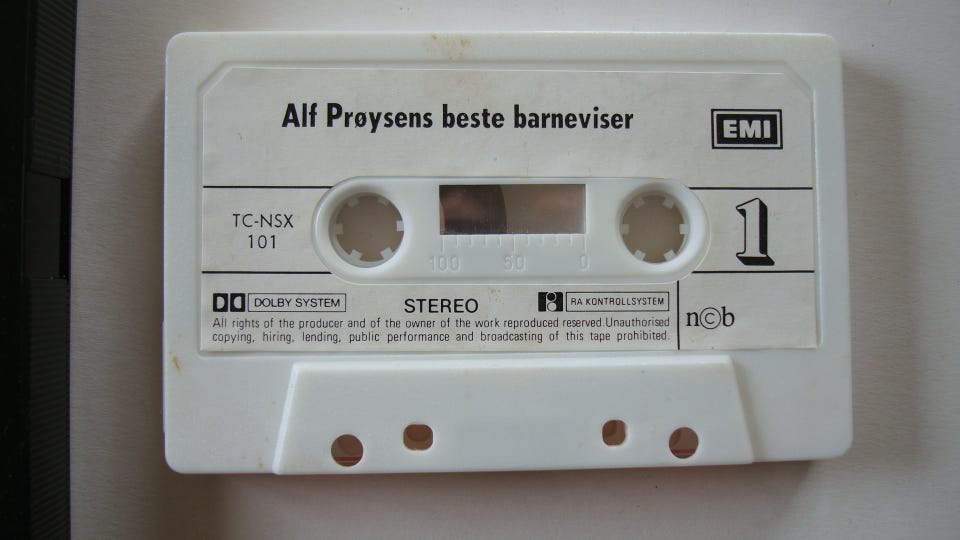 Alf Prøysens beste barneviser
EMI
TC-NSX
101
1
100 50 0
DOLBY SYSTEM
STEREO
RA KONTROLLSYSTEM
All rights of the producer and of the owner of the work reproduced reserved. Unauthorised
copying, hiring, lending, public performance and broadcasting of this tape prohibited.
n©b